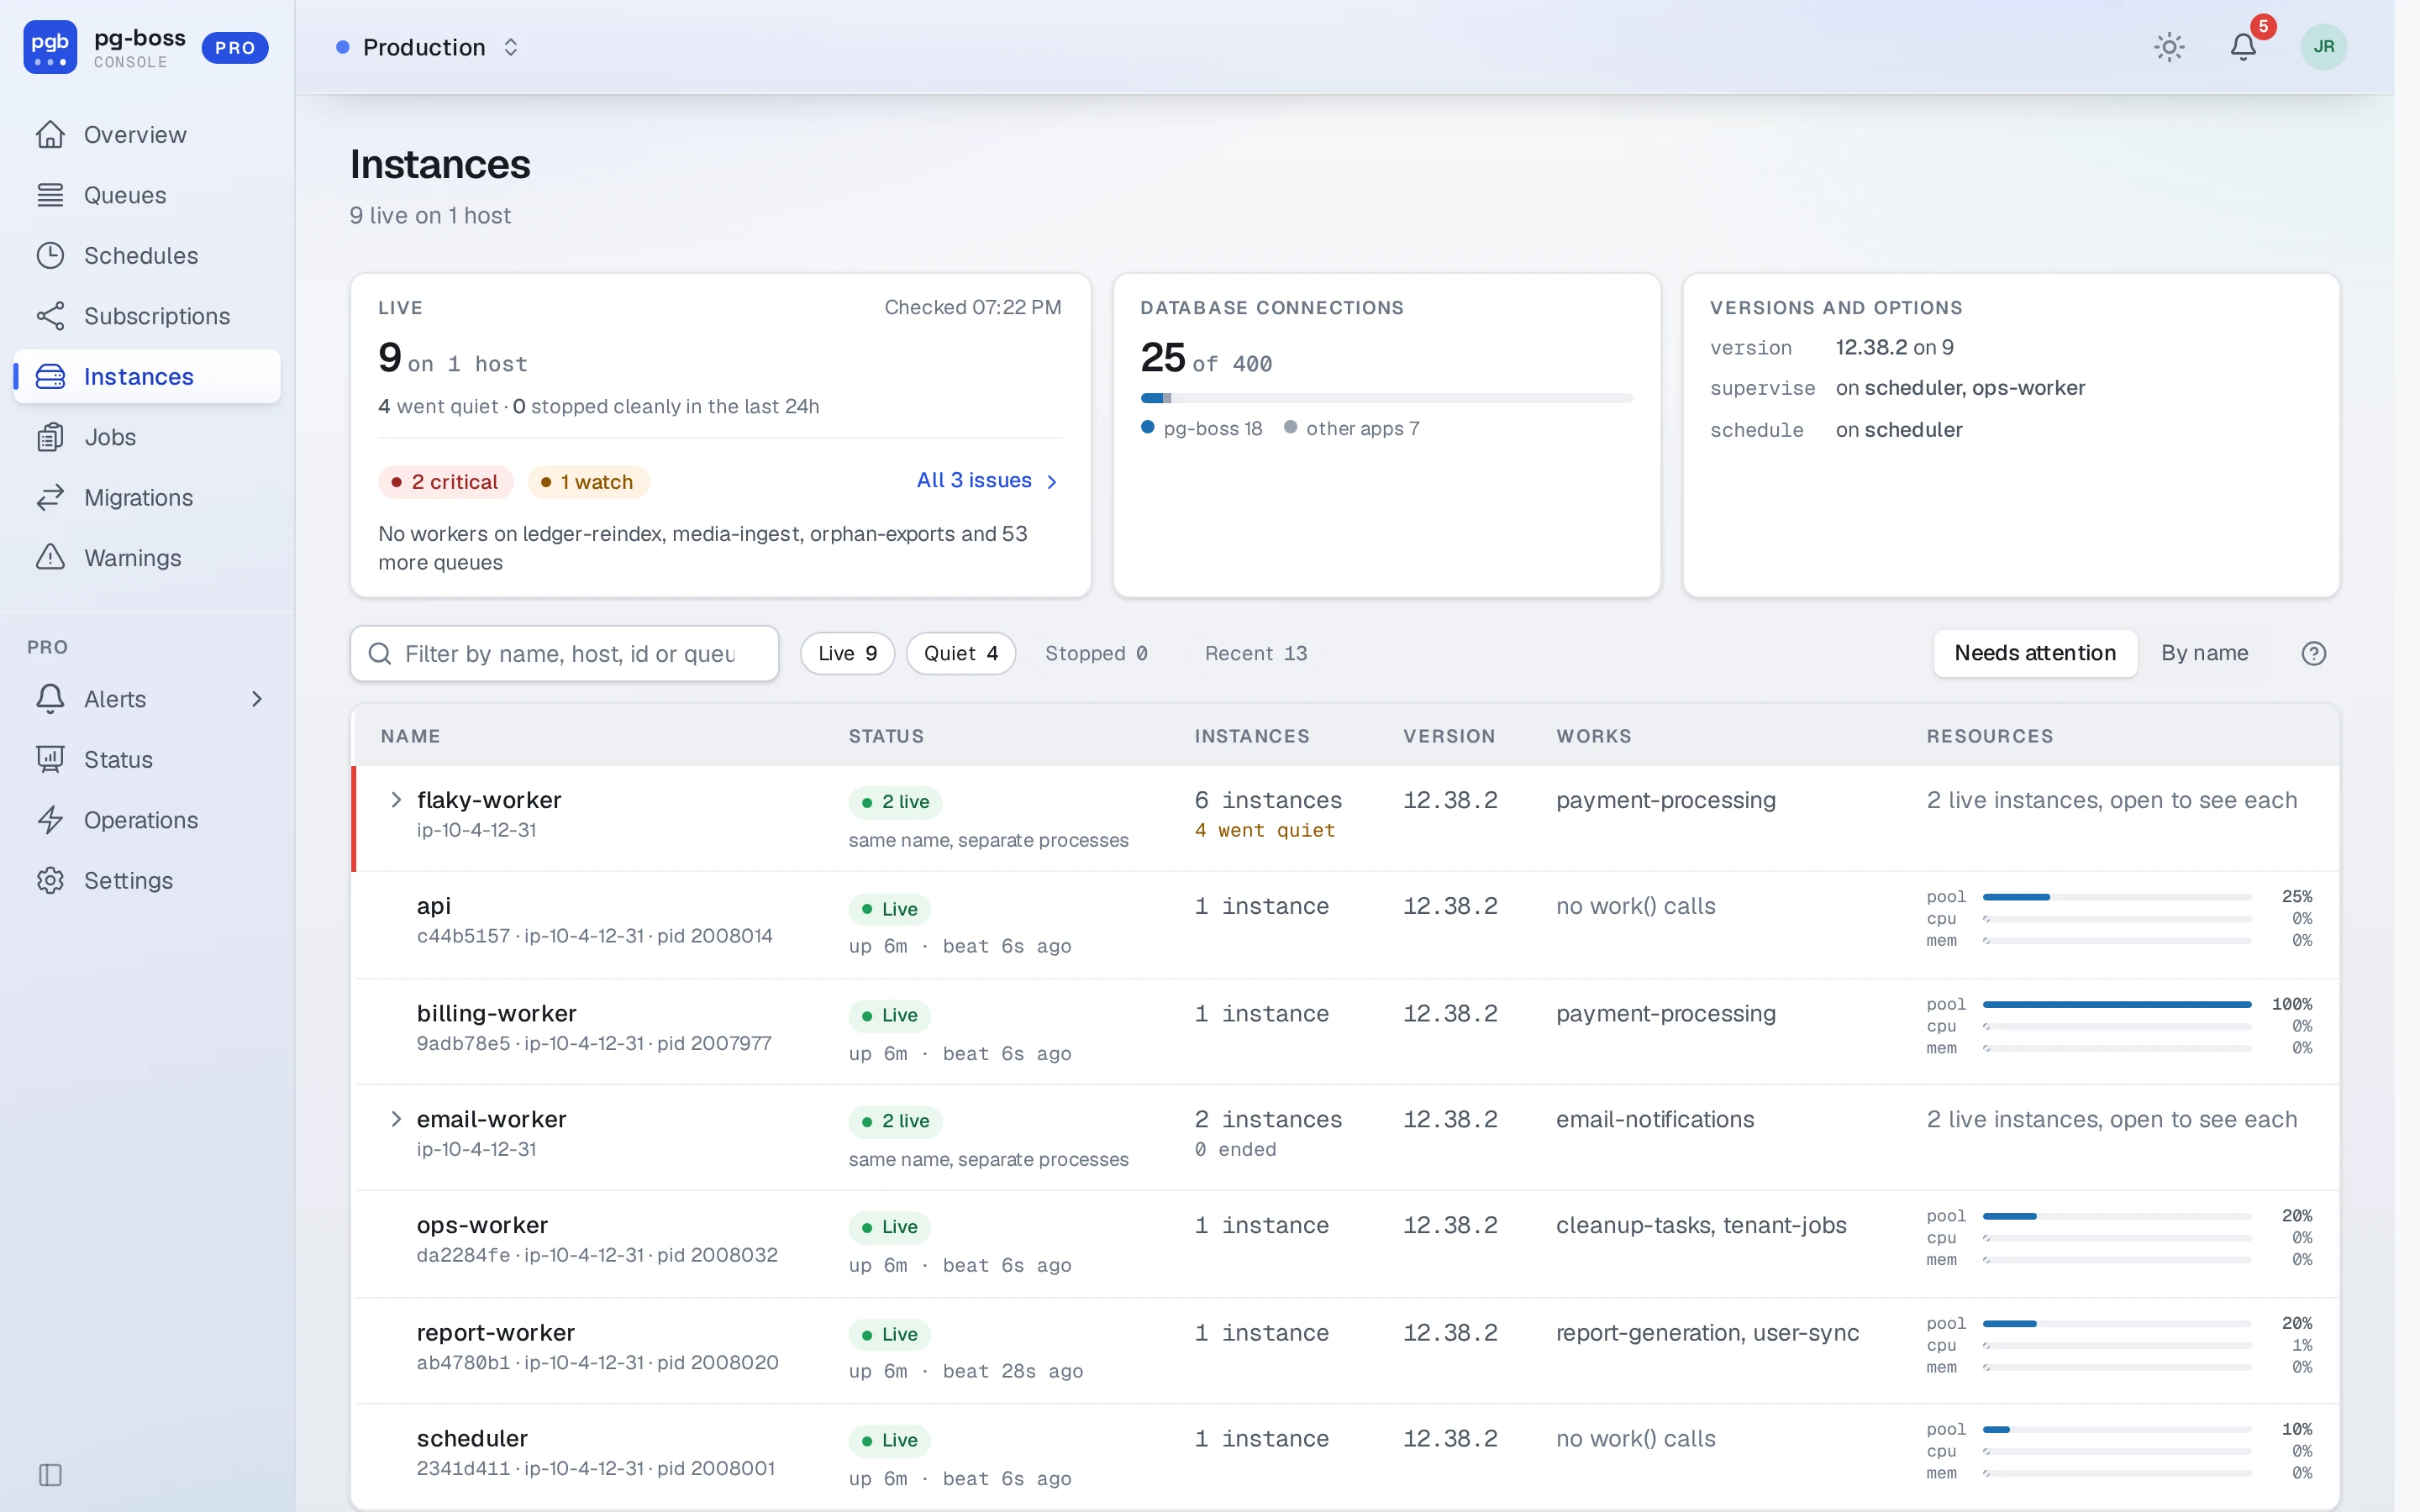 pgb
pg-boss
CONSOLE
PRO
Production
5
JR
Overview
Queues
Schedules
Subscriptions
Instances
Jobs
Migrations
Warnings
PRO
Alerts
Status
Operations
Settings
Instances
9 live on 1 host
LIVE
Checked 07:22 PM
9 on 1 host
4 went quiet · 0 stopped cleanly in the last 24h
2 critical
1 watch
All 3 issues
No workers on ledger-reindex, media-ingest, orphan-exports and 53
more queues
DATABASE CONNECTIONS
25 of 400
pg-boss 18
other apps 7
VERSIONS AND OPTIONS
version 12.38.2 on 9
supervise on scheduler, ops-worker
schedule on scheduler
Filter by name, host, id or queu
Live 9
Quiet 4
Stopped 0
Recent 13
Needs attention
By name
NAME STATUS INSTANCES VERSION WORKS RESOURCES
flaky-worker 2 live 6 instances 12.38.2 payment-processing 2 live instances, open to see each
ip-10-4-12-31 same name, separate processes 4 went quiet
api Live 1 instance 12.38.2 no work() calls
c44b5157 · ip-10-4-12-31 · pid 2008014 up 6m · beat 6s ago
pool 25%
cpu 0%
mem 0%
billing-worker Live 1 instance 12.38.2 payment-processing
9adb78e5 · ip-10-4-12-31 · pid 2007977 up 6m · beat 6s ago
pool 100%
cpu 0%
mem 0%
email-worker 2 live 2 instances 12.38.2 email-notifications 2 live instances, open to see each
ip-10-4-12-31 same name, separate processes 0 ended
ops-worker Live 1 instance 12.38.2 cleanup-tasks, tenant-jobs
da2284fe · ip-10-4-12-31 · pid 2008032 up 6m · beat 6s ago
pool 20%
cpu 0%
mem 0%
report-worker Live 1 instance 12.38.2 report-generation, user-sync
ab4780b1 · ip-10-4-12-31 · pid 2008020 up 6m · beat 28s ago
pool 20%
cpu 1%
mem 0%
scheduler Live 1 instance 12.38.2 no work() calls
2341d411 · ip-10-4-12-31 · pid 2008001 up 6m · beat 6s ago
pool 10%
cpu 0%
mem 0%